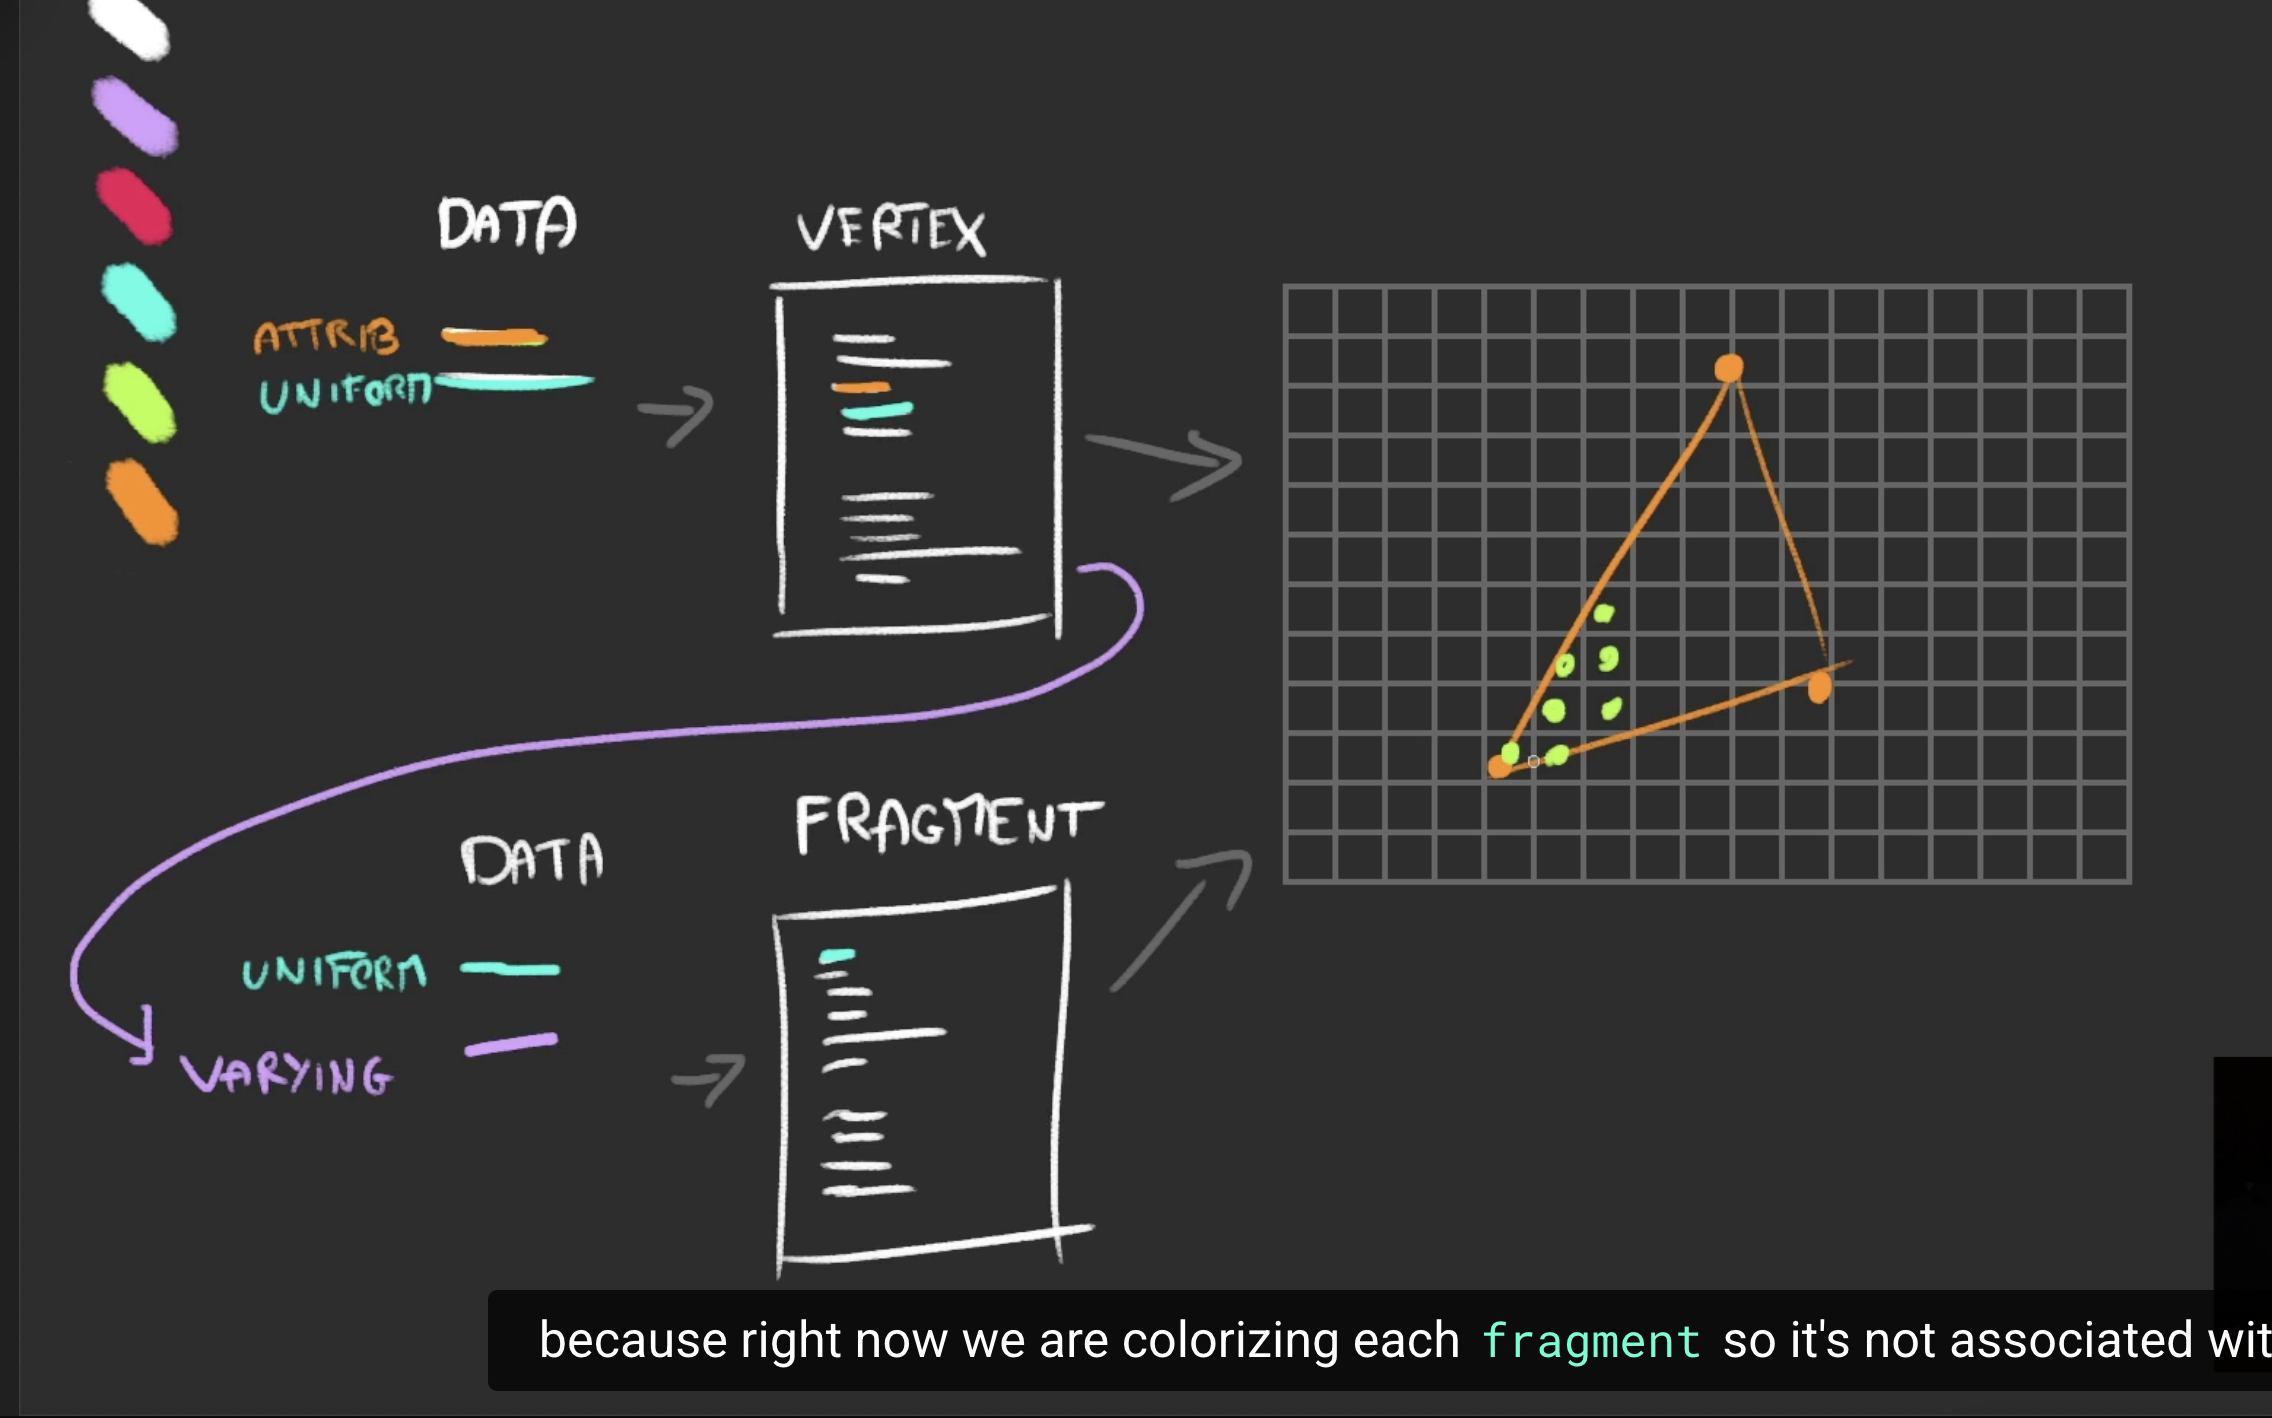 DATA
VERTEX
ATTRIB
UNIFORM
FRAGMENT
DATA
UNIFORM
VARYING
because right now we are colorizing each fragment so it's not associated wit